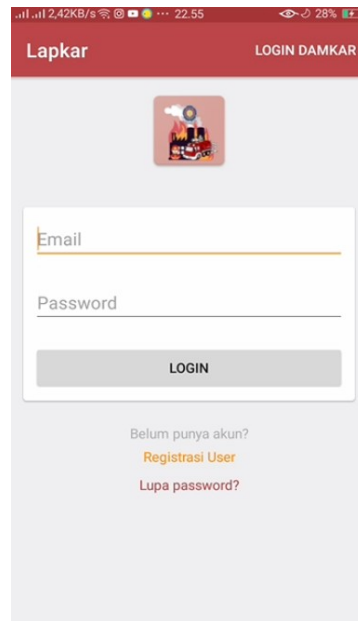 2,42KB/s ··· 22.55 28%
Lapkar LOGIN DAMKAR
Email
Password
LOGIN
Belum punya akun?
Registrasi User
Lupa password?